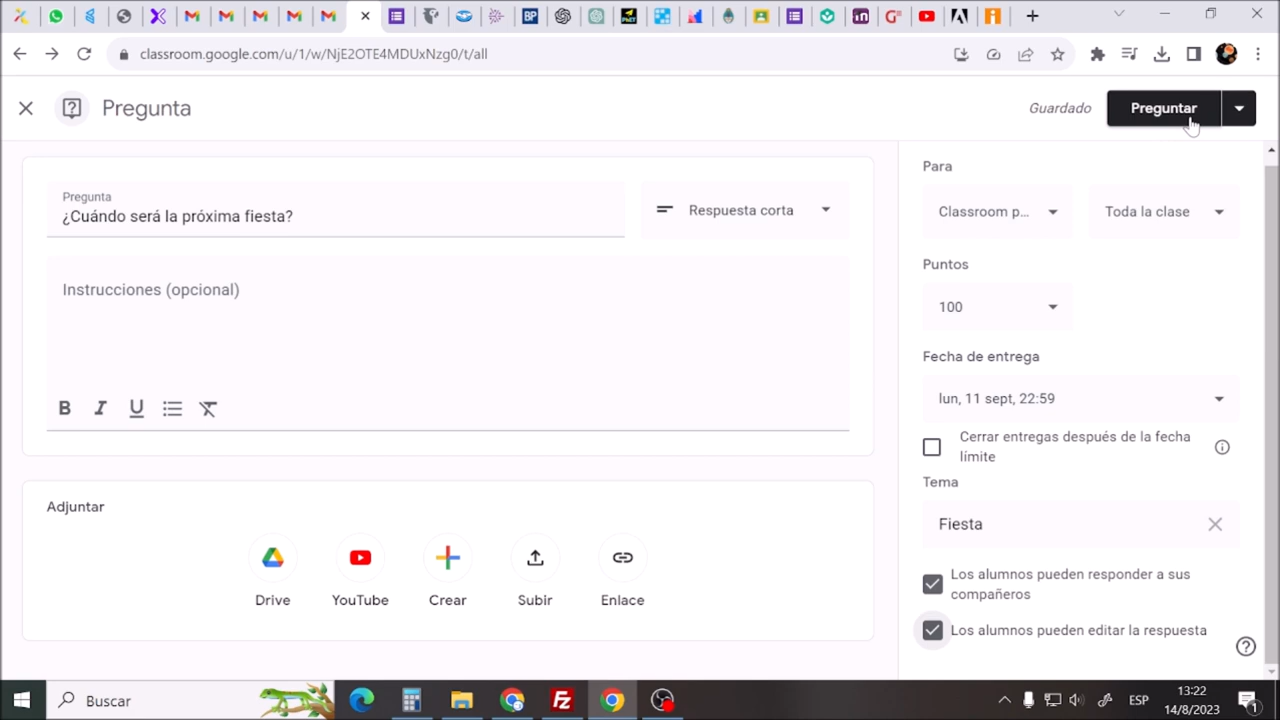 classroom.google.com/u/1/w/NjE2OTE4MDUxNzg0/t/all
Pregunta
Guardado
Preguntar
Pregunta
¿Cuándo será la próxima fiesta?
Respuesta corta
Instrucciones (opcional)
B I U
Adjuntar
Drive
YouTube
Crear
Subir
Enlace
Para
Classroom p...
Toda la clase
Puntos
100
Fecha de entrega
lun, 11 sept, 22:59
Cerrar entregas después de la fecha
límite
Tema
Fiesta
Los alumnos pueden responder a sus
compañeros
Los alumnos pueden editar la respuesta
Buscar
ESP
13:22
14/8/2023
1